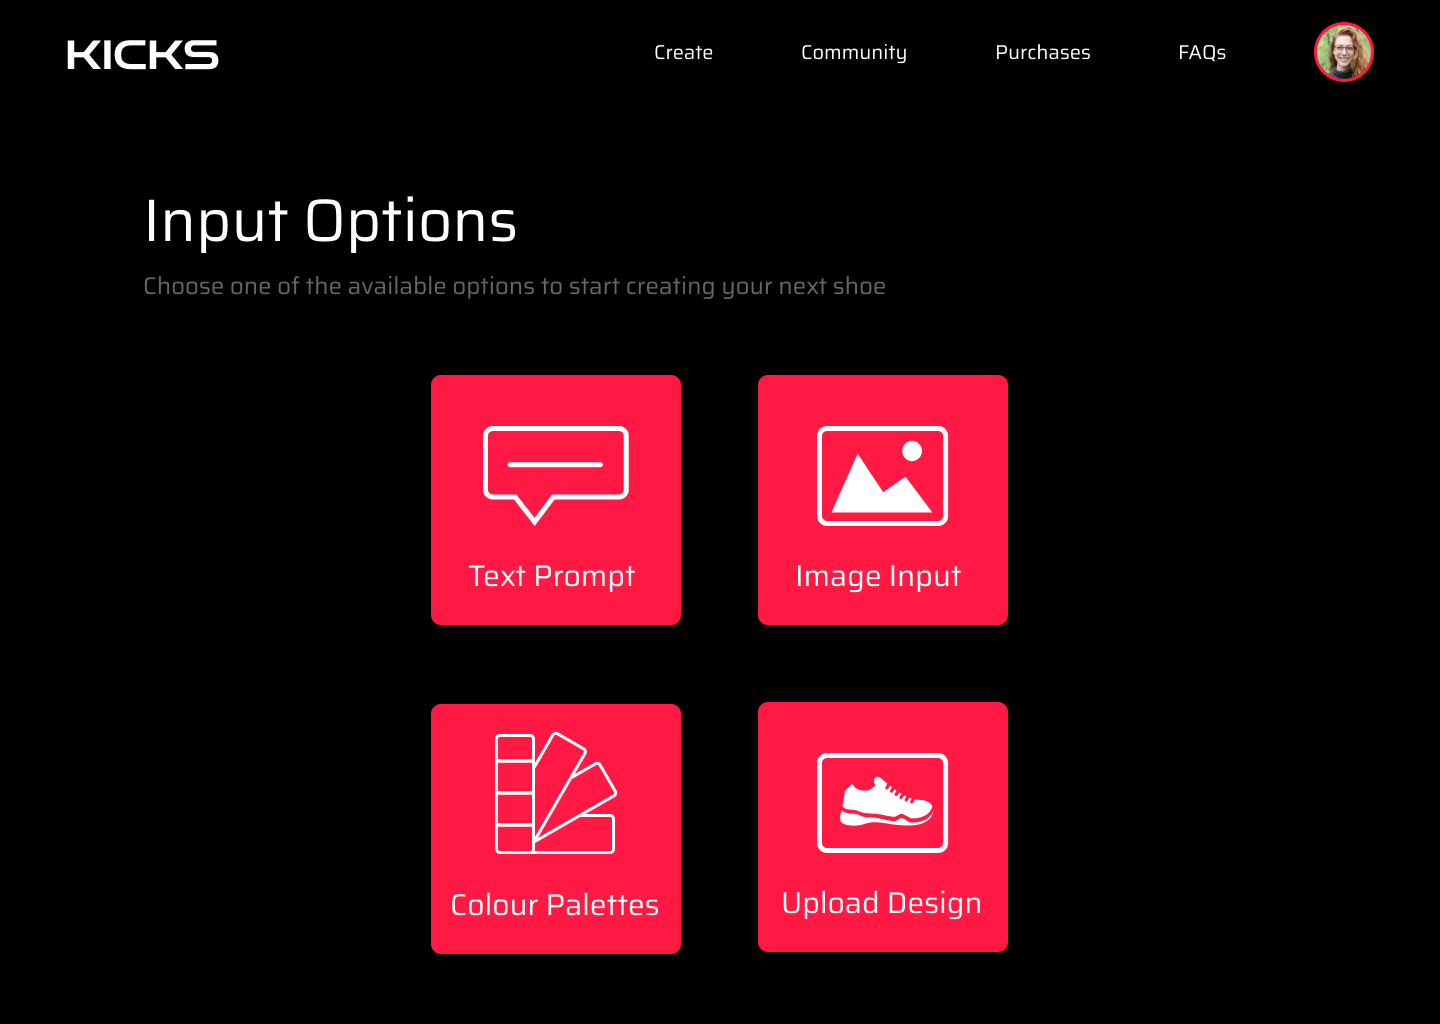 KICKS
Create
Community
Purchases
FAQs
Input Options
Choose one of the available options to start creating your next shoe
Text Prompt
Image Input
Colour Palettes
Upload Design